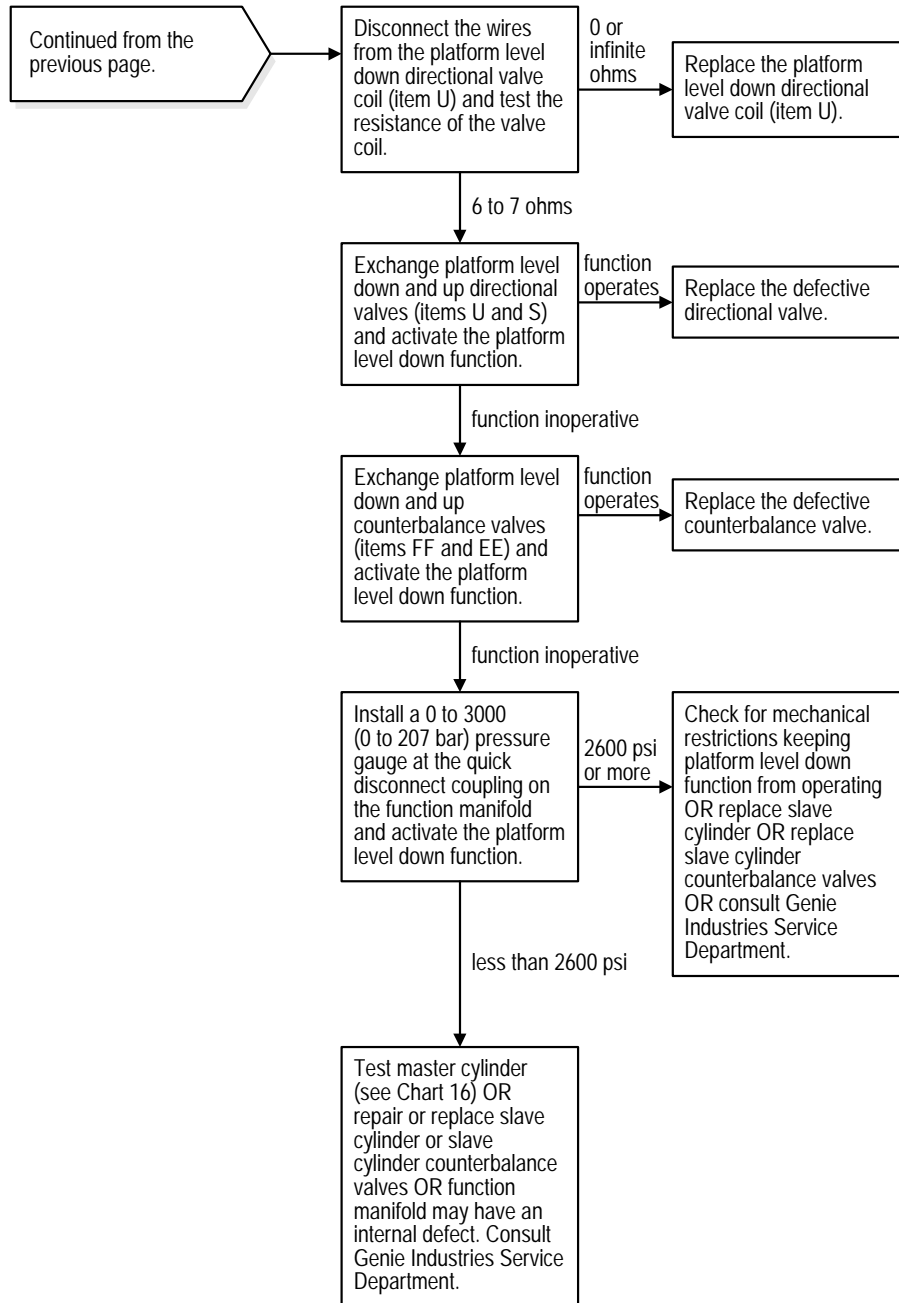 Continued from the
previous page.
Disconnect the wires
from the platform level
down directional valve
coil (item U) and test the
resistance of the valve
coil.
0 or
infinite
ohms
Replace the platform
level down directional
valve coil (item U).
6 to 7 ohms
Exchange platform level
down and up directional
valves (items U and S)
and activate the platform
level down function.
function
operates
Replace the defective
directional valve.
function inoperative
Exchange platform level
down and up
counterbalance valves
(items FF and EE) and
activate the platform
level down function.
function
operates
Replace the defective
counterbalance valve.
function inoperative
Install a 0 to 3000
(0 to 207 bar) pressure
gauge at the quick
disconnect coupling on
the function manifold
and activate the platform
level down function.
2600 psi
or more
Check for mechanical
restrictions keeping
platform level down
function from operating
OR replace slave
cylinder OR replace
slave cylinder
counterbalance valves
OR consult Genie
Industries Service
Department.
less than 2600 psi
Test master cylinder
(see Chart 16) OR
repair or replace slave
cylinder or slave
cylinder counterbalance
valves OR function
manifold may have an
internal defect. Consult
Genie Industries Service
Department.